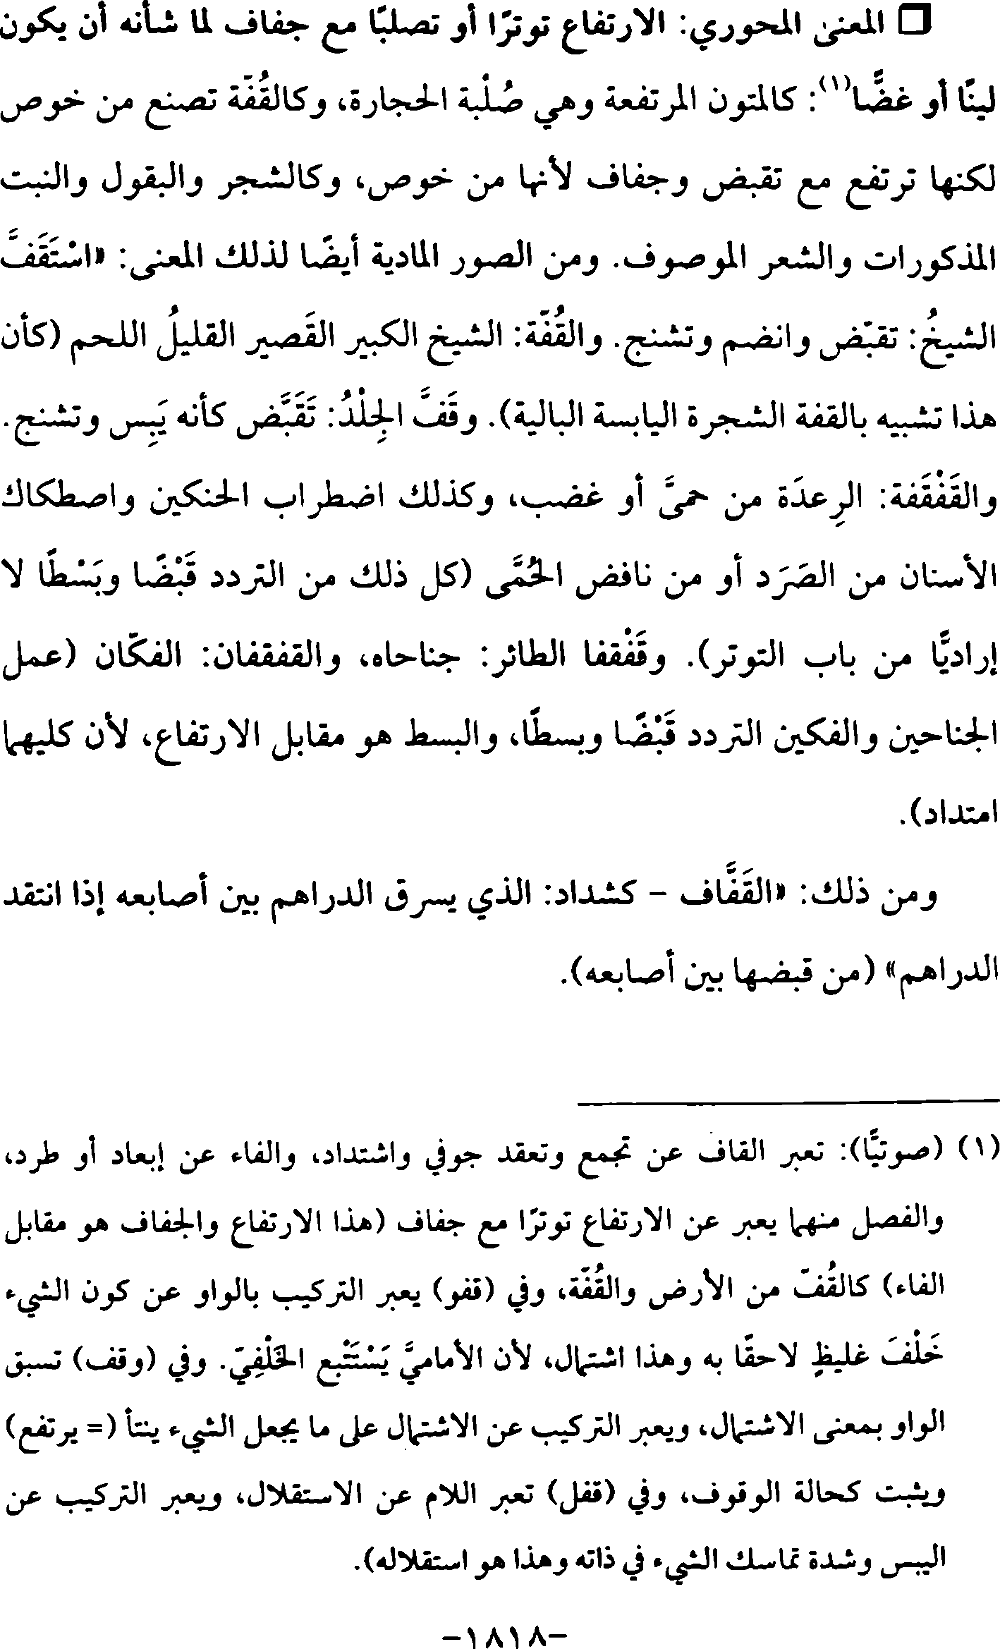 ❐ المعنى المحوري: الارتفاع توترًا أو تصلبًا مع جفاف لما شأنه أن يكون
لينًا أو غضًّا(١): كالمتون المرتفعة وهي صُلْبة الحجارة، وكالقُفّة تصنع من خوص
لكنها ترتفع مع تقبض وجفاف لأنها من خوص، وكالشجر والبقول والنبت
المذكورات والشعر الموصوف. ومن الصور المادية أيضًا لذلك المعنى: «اسْتَقَفَّ
الشيخُ: تقبّض وانضم وتشنج. والقُفّة: الشيخ الكبير القَصير القليلُ اللحم (كأن
هذا تشبيه بالقفة الشجرة اليابسة البالية). وقَفَّ الجِلْدُ: تَقَبَّض كأنه يَبِس وتشنج.
والقَفْقَفة: الرِعدَة من حمىَّ أو غضب، وكذلك اضطراب الحنكين واصطكاك
الأسنان من الصَرَد أو من نافض الحُمَّى (كل ذلك من التردد قَبْضًا وبَسْطًا لا
إراديًّا من باب التوتر). وقَفْقفا الطائر: جناحاه، والقفقفان: الفكّان (عمل
الجناحين والفكين التردد قَبْضًا وبسطًا، والبسط هو مقابل الارتفاع، لأن كليهما
امتداد).
ومن ذلك: «القَفَّاف – كشداد: الذي يسرق الدراهم بين أصابعه إذا انتقد
الدراهم» (من قبضها بين أصابعه).
(١) (صوتيًّا): تعبر القاف عن تجمع وتعقد جوفي واشتداد، والفاء عن إبعاد أو طرد،
والفصل منهما يعبر عن الارتفاع توترًا مع جفاف (هذا الارتفاع والجفاف هو مقابل
الفاء) كالقُفّ من الأرض والقُفّة، وفي (قفو) يعبر التركيب بالواو عن كون الشيء
خَلْفَ غليظٍ لاحقًا به وهذا اشتمال، لأن الأماميَّ يَسْتَتْبع الخَلْفِيّ. وفي (وقف) تسبق
الواو بمعنى الاشتمال، ويعبر التركيب عن الاشتمال على ما يجعل الشيء ينتأ (= يرتفع)
ويثبت كحالة الوقوف، وفي (قفل) تعبر اللام عن الاستقلال، ويعبر التركيب عن
اليبس وشدة تماسك الشيء في ذاته وهذا هو استقلاله).
–١٨١٨–